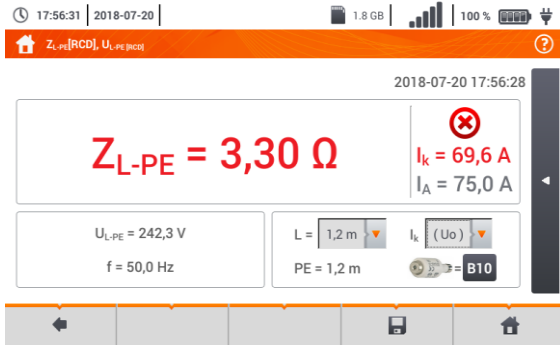 17:56:31 2018-07-20 1.8 GB 100 %
ZL-PE[RCD], UL-PE [RCD] ?
2018-07-20 17:56:28
ZL-PE = 3,30 Ω
Ik = 69,6 A
IA = 75,0 A
UL-PE = 242,3 V
f = 50,0 Hz
L = 1,2 m Ik ( Uo )
PE = 1,2 m = B10